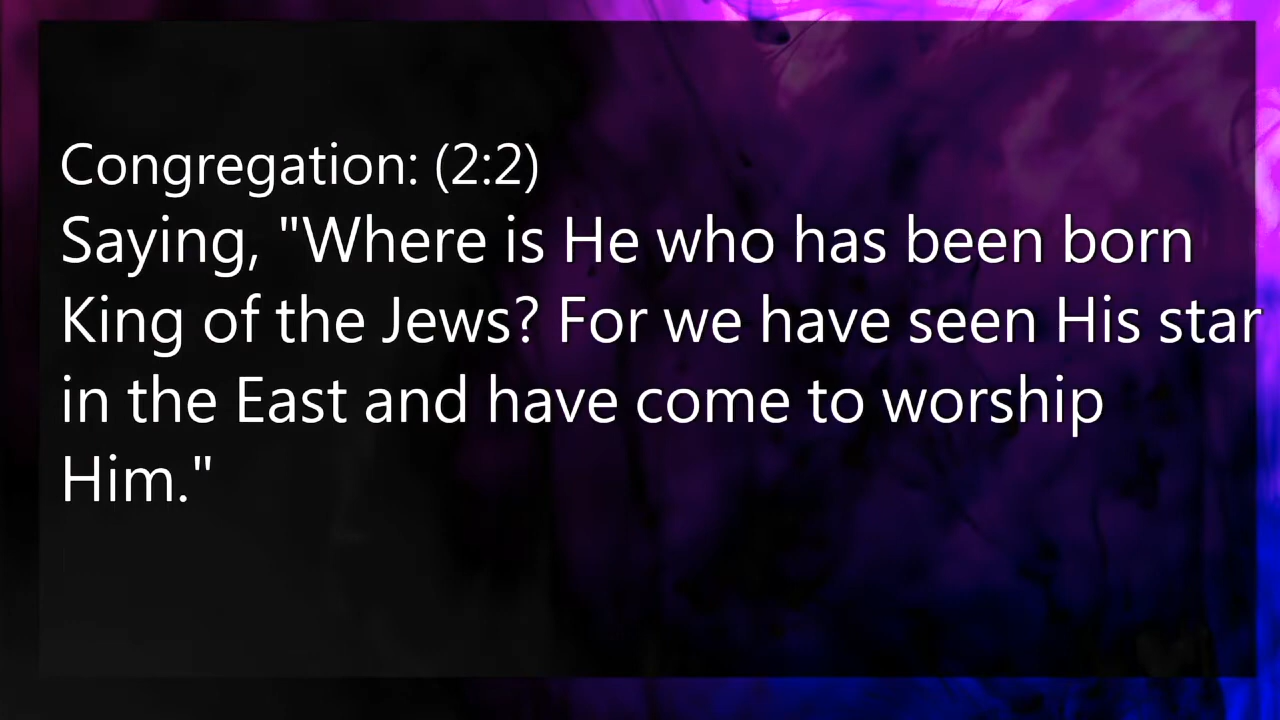 Congregation: (2:2)
Saying, "Where is He who has been born
King of the Jews? For we have seen His star
in the East and have come to worship
Him."